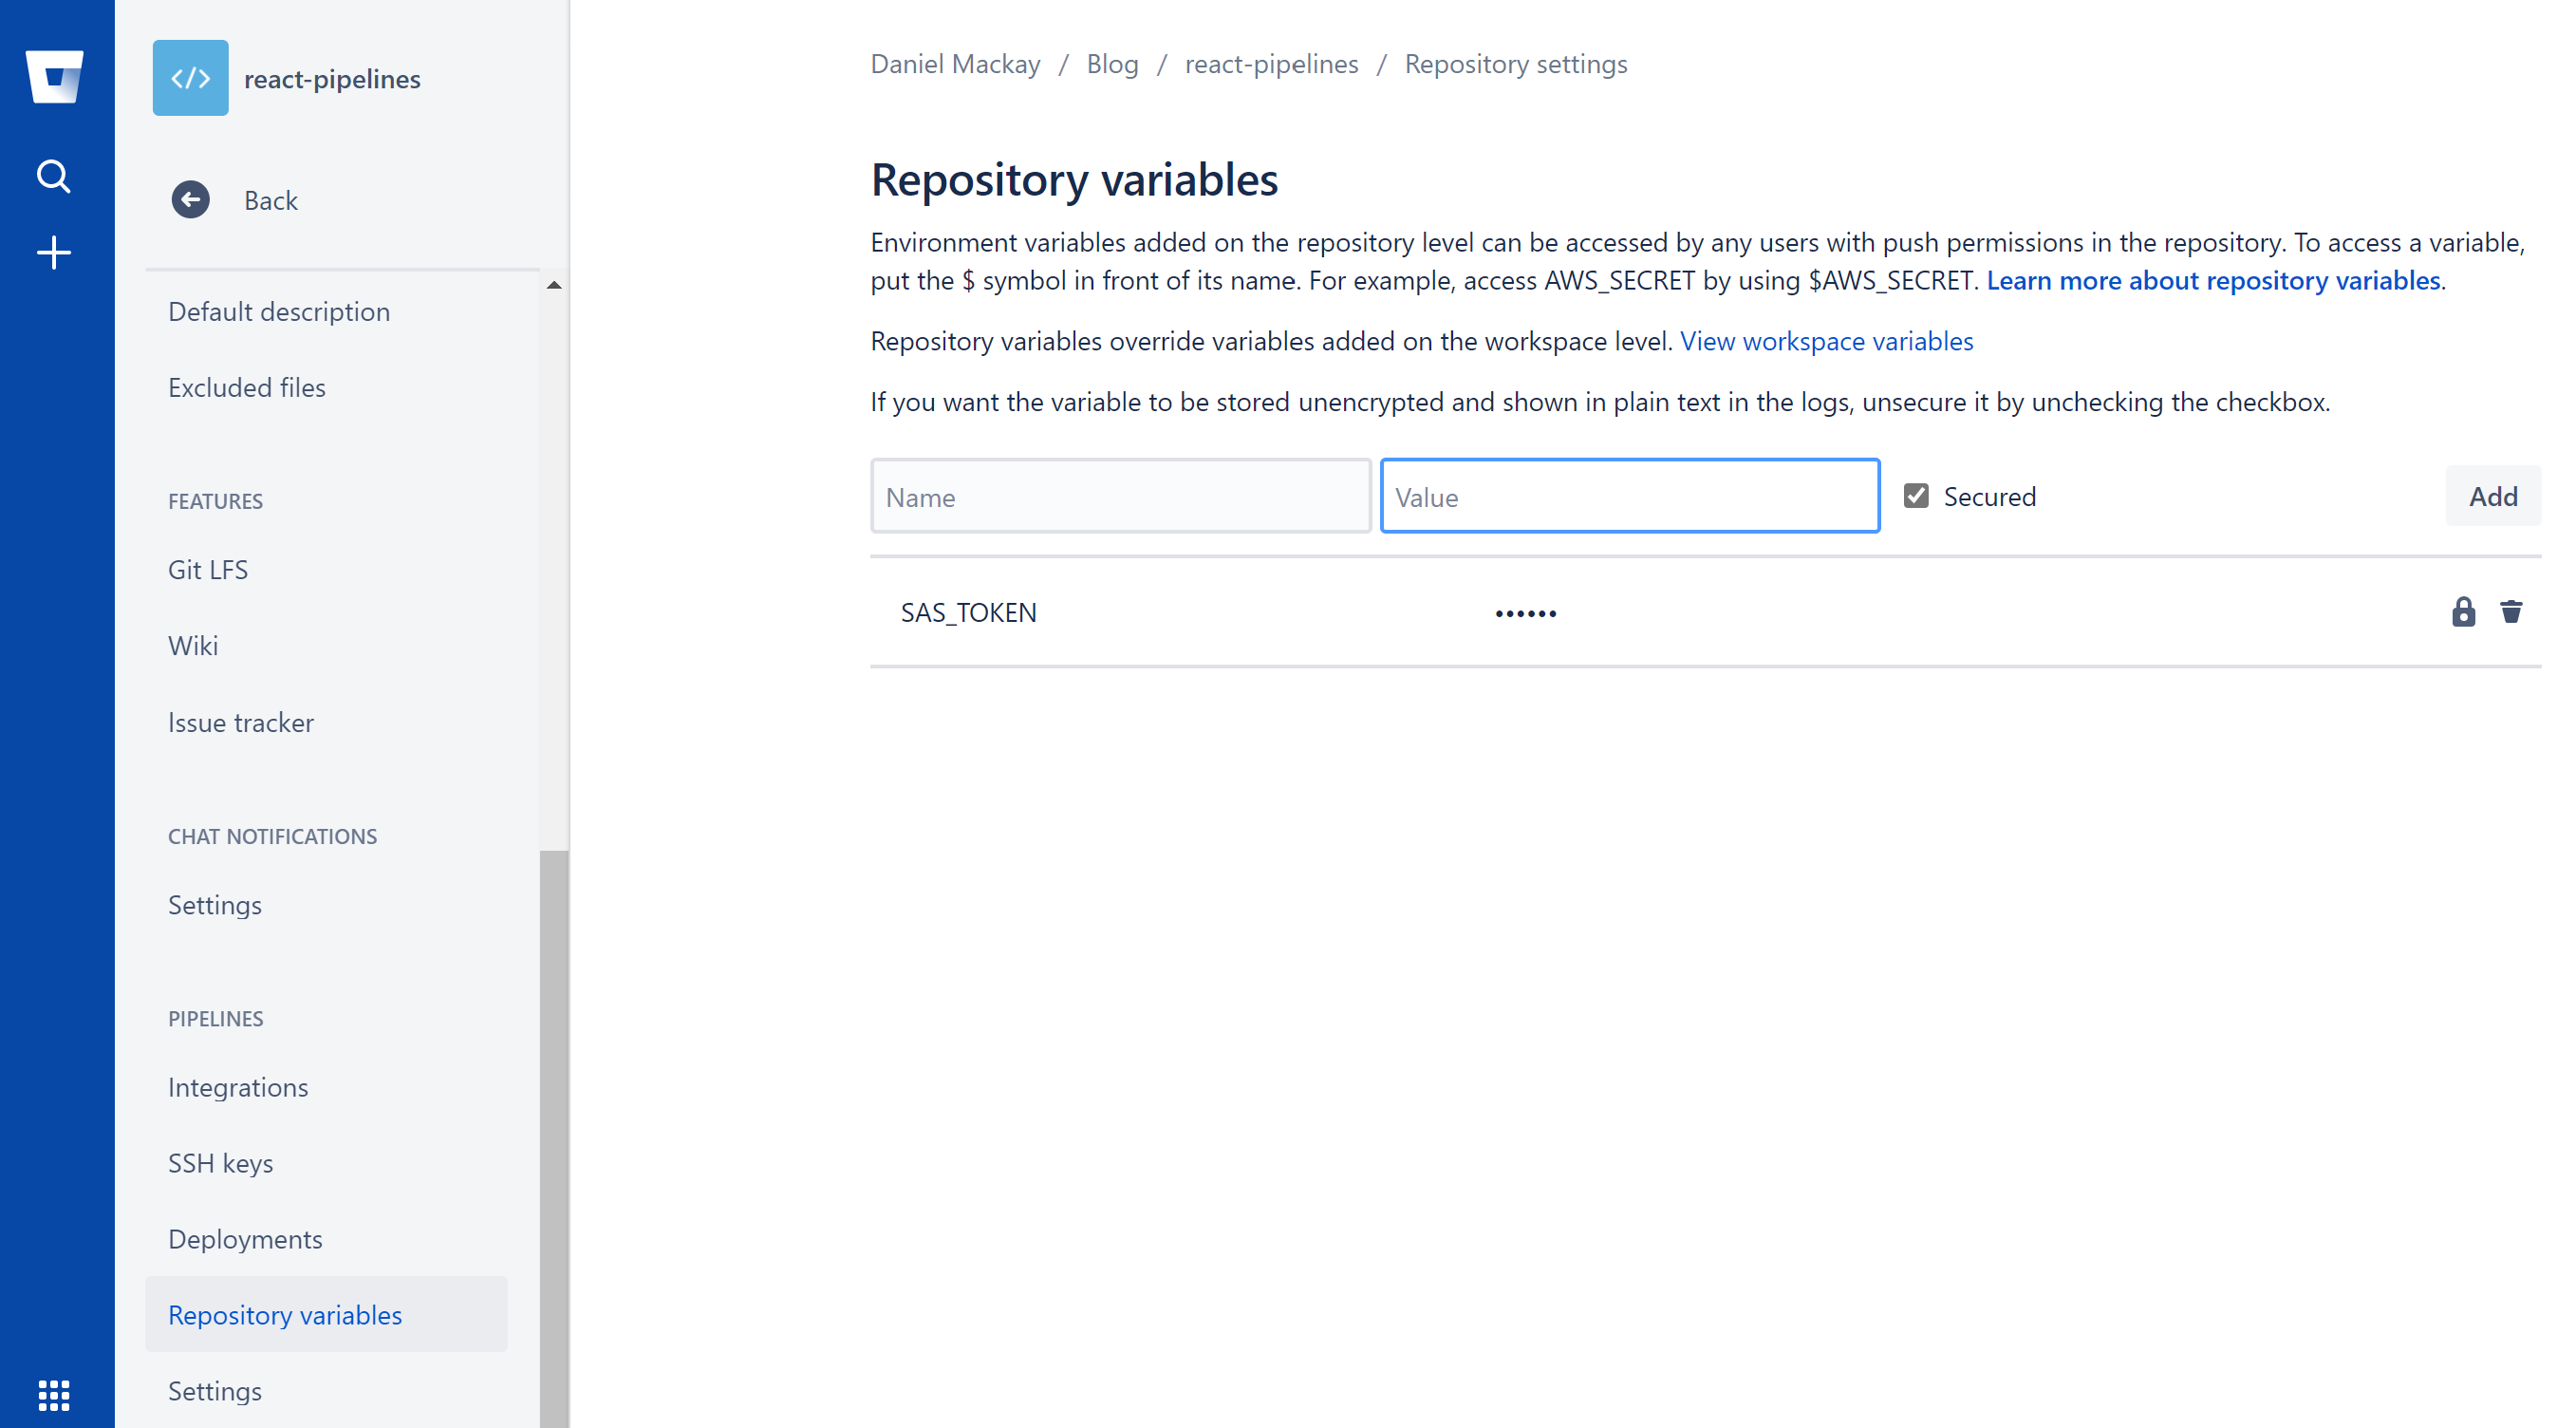 </> react-pipelines
Back
Default description
Excluded files
FEATURES
Git LFS
Wiki
Issue tracker
CHAT NOTIFICATIONS
Settings
PIPELINES
Integrations
SSH keys
Deployments
Repository variables
Settings
Daniel Mackay / Blog / react-pipelines / Repository settings
Repository variables
Environment variables added on the repository level can be accessed by any users with push permissions in the repository. To access a variable,
put the $ symbol in front of its name. For example, access AWS_SECRET by using $AWS_SECRET. Learn more about repository variables.
Repository variables override variables added on the workspace level. View workspace variables
If you want the variable to be stored unencrypted and shown in plain text in the logs, unsecure it by unchecking the checkbox.
Name Value Secured Add
SAS_TOKEN ••••••